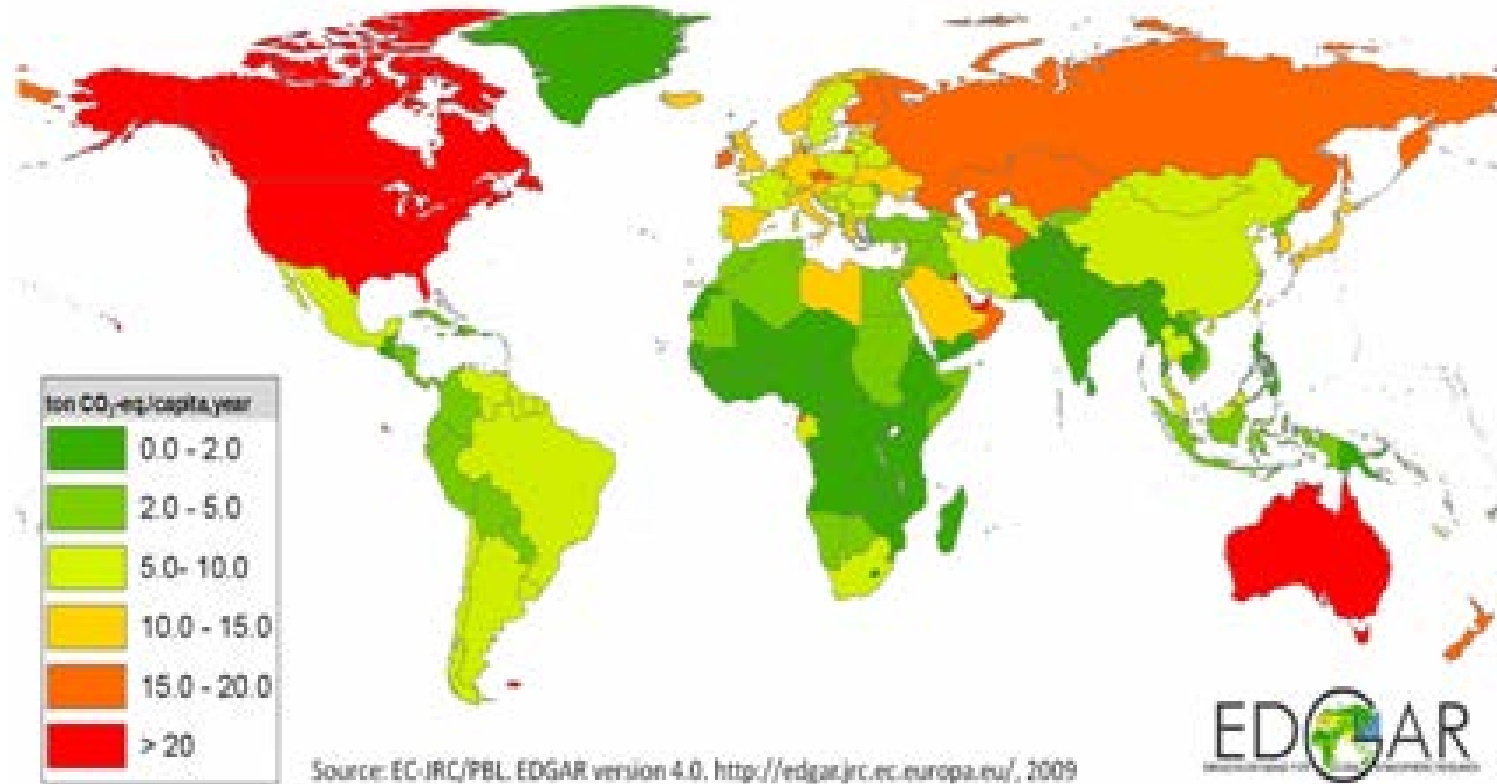 ton CO₂-eq./capita,year
0.0 - 2.0
2.0 - 5.0
5.0- 10.0
10.0 - 15.0
15.0 - 20.0
> 20
Source: EC-JRC/PBL. EDGAR version 4.0. http://edgar.jrc.ec.europa.eu/, 2009
EDGAR